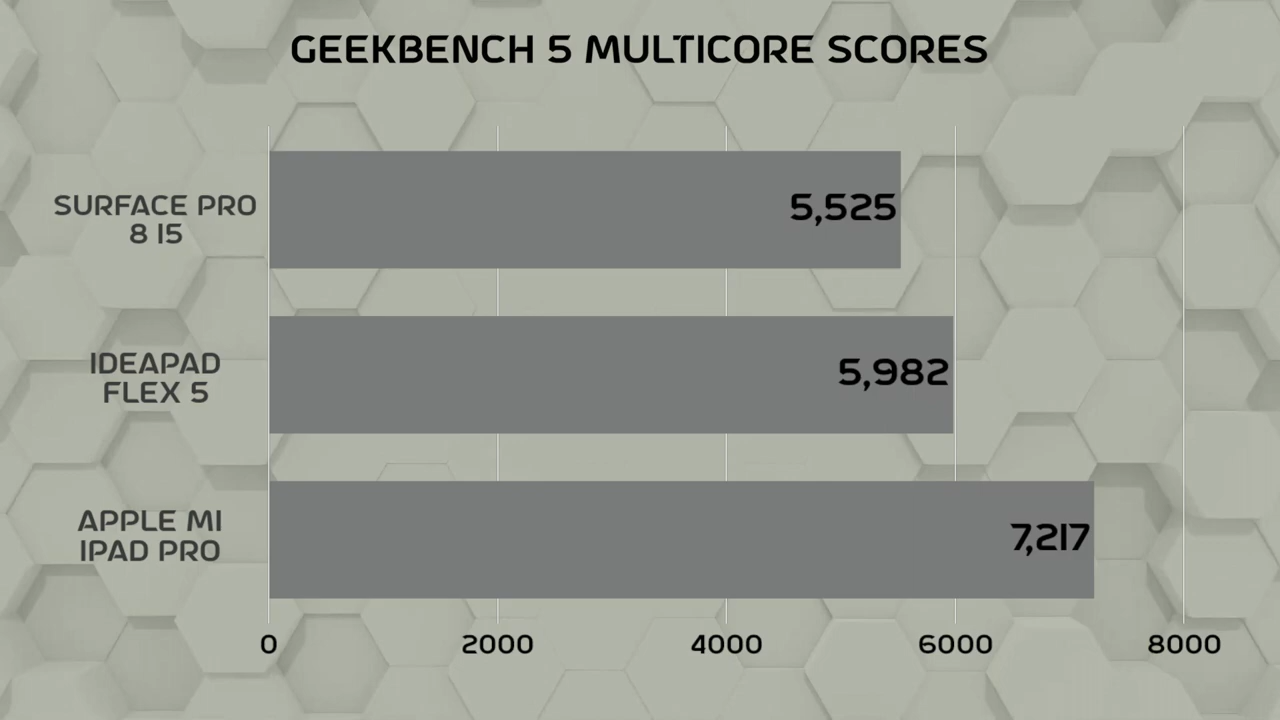 GEEKBENCH 5 MULTICORE SCORES
SURFACE PRO
8 I5
5,525
IDEAPAD
FLEX 5
5,982
APPLE M1
IPAD PRO
7,217
0 2000 4000 6000 8000